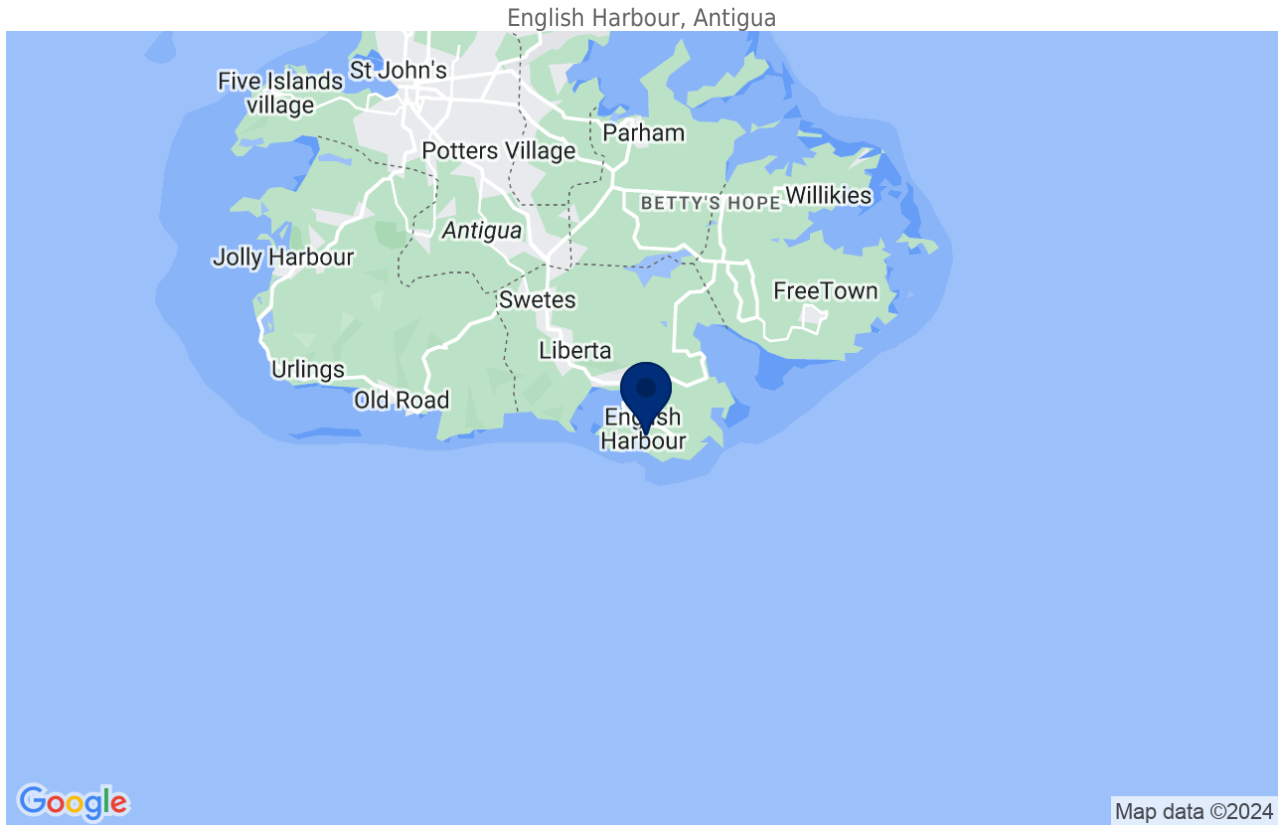 English Harbour, Antigua
St John's
Five Islands
village
Parham
Potters Village
BETTY'S HOPE
Willikies
Antigua
Jolly Harbour
FreeTown
Swetes
Liberta
Urlings
Old Road
English
Harbour
Google
Map data ©2024